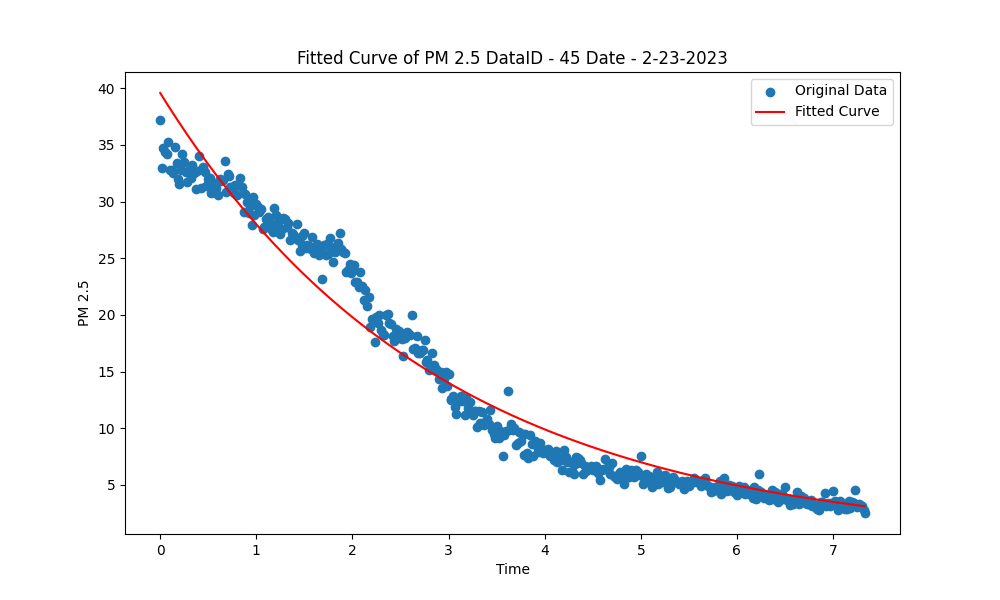 Fitted Curve of PM 2.5 DataID - 45 Date - 2-23-2023
Original Data
Fitted Curve
40
35
30
25
20
15
10
5
PM 2.5
0 1 2 3 4 5 6 7
Time